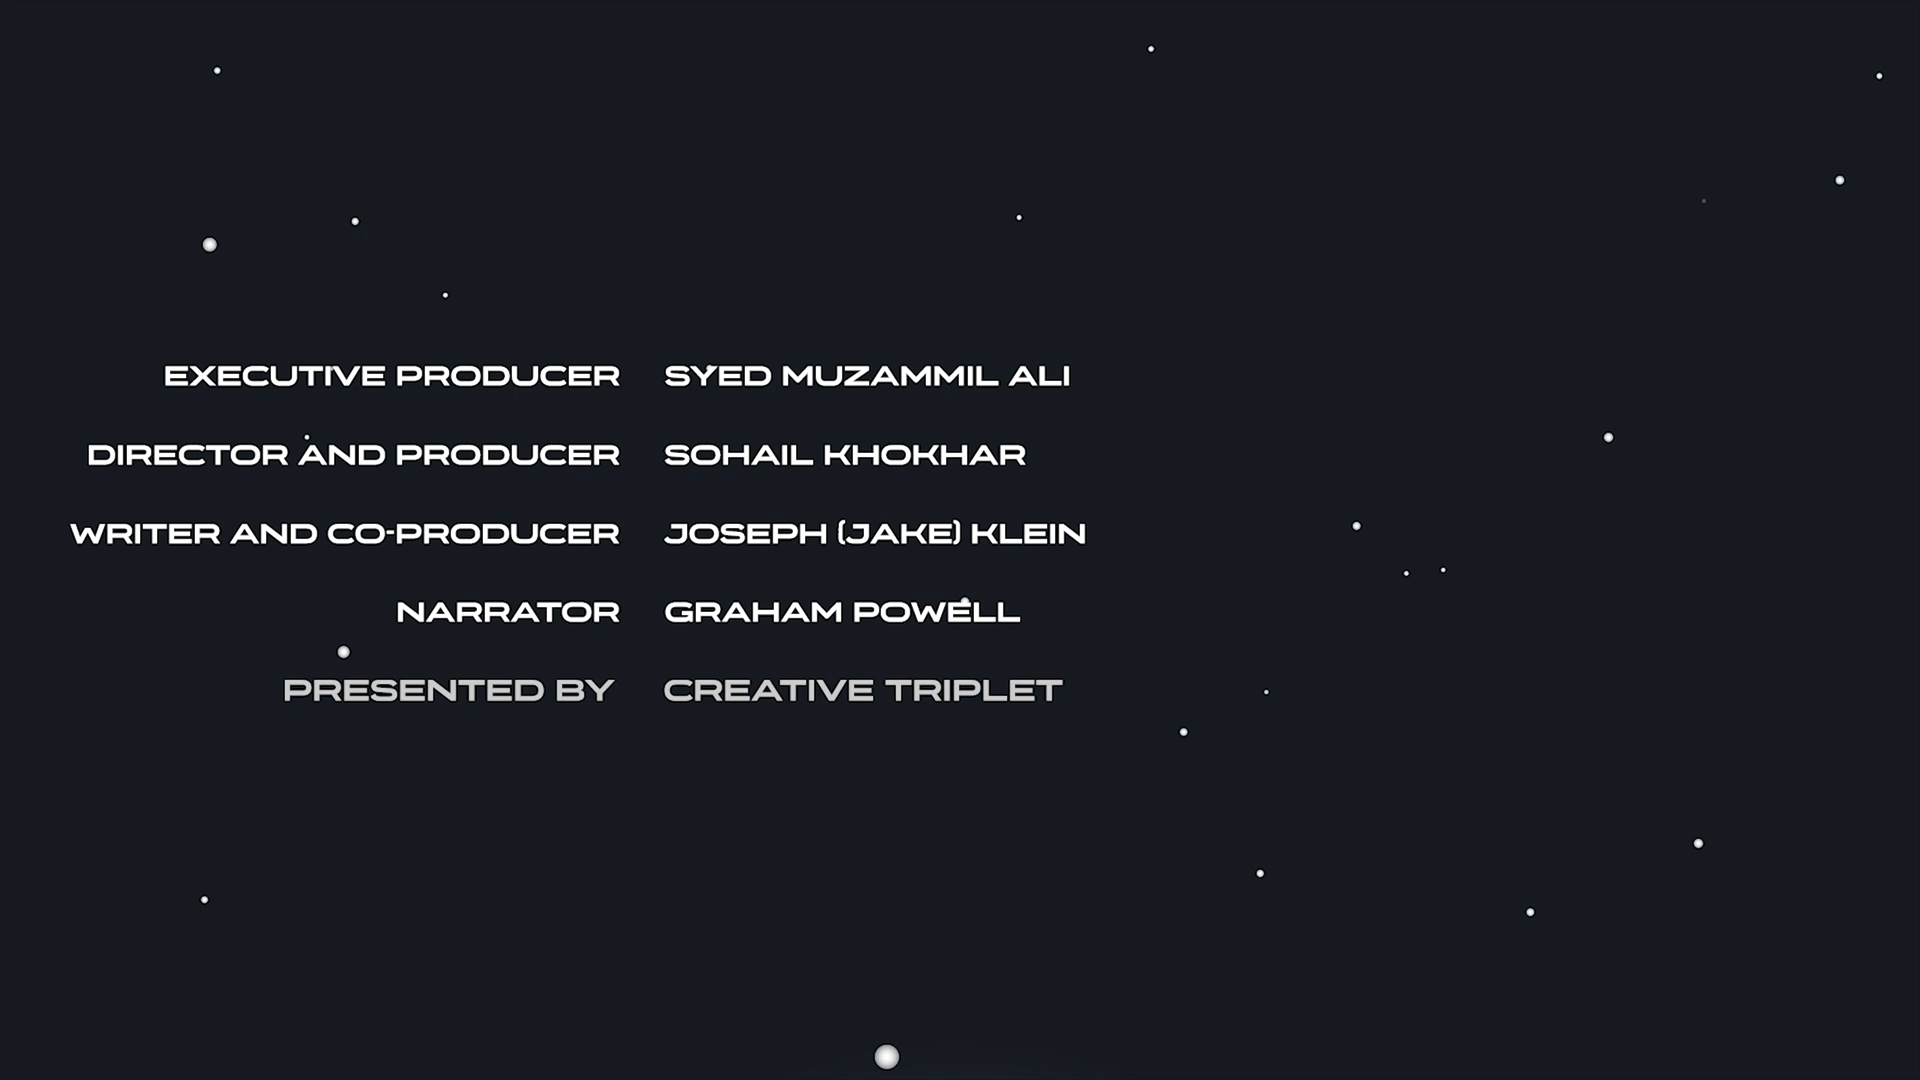 EXECUTIVE PRODUCER SYED MUZAMMIL ALI
DIRECTOR AND PRODUCER SOHAIL KHOKHAR
WRITER AND CO-PRODUCER JOSEPH (JAKE) KLEIN
NARRATOR GRAHAM POWELL
PRESENTED BY CREATIVE TRIPLET